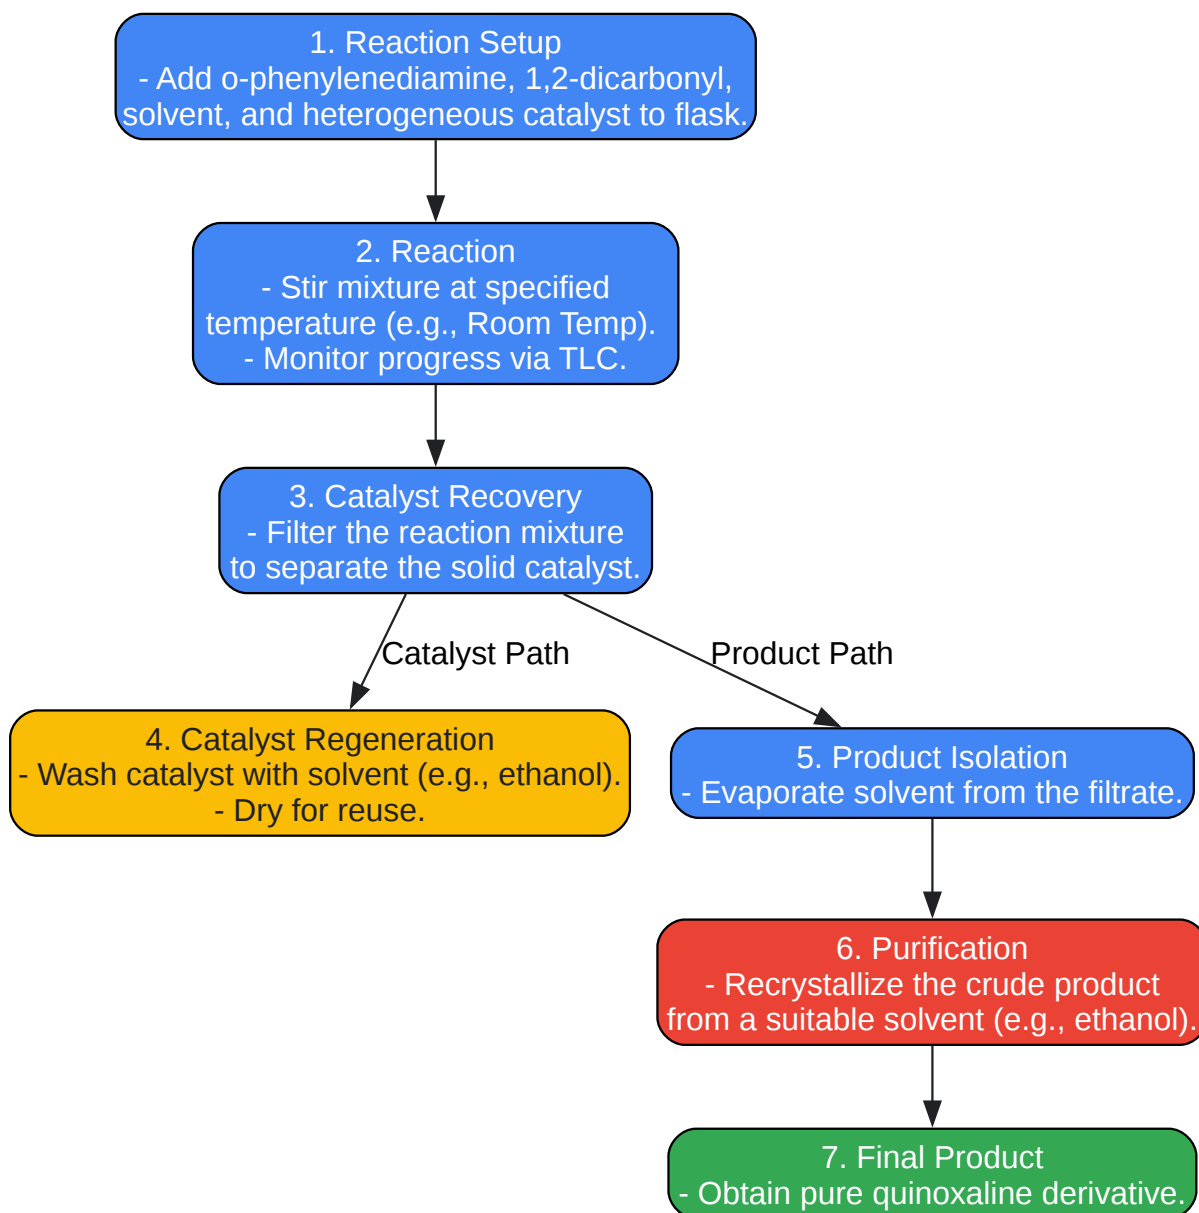 1. Reaction Setup
- Add o-phenylenediamine, 1,2-dicarbonyl,
solvent, and heterogeneous catalyst to flask.
2. Reaction
- Stir mixture at specified
temperature (e.g., Room Temp).
- Monitor progress via TLC.
3. Catalyst Recovery
- Filter the reaction mixture
to separate the solid catalyst.
Catalyst Path
Product Path
4. Catalyst Regeneration
- Wash catalyst with solvent (e.g., ethanol).
- Dry for reuse.
5. Product Isolation
- Evaporate solvent from the filtrate.
6. Purification
- Recrystallize the crude product
from a suitable solvent (e.g., ethanol).
7. Final Product
- Obtain pure quinoxaline derivative.